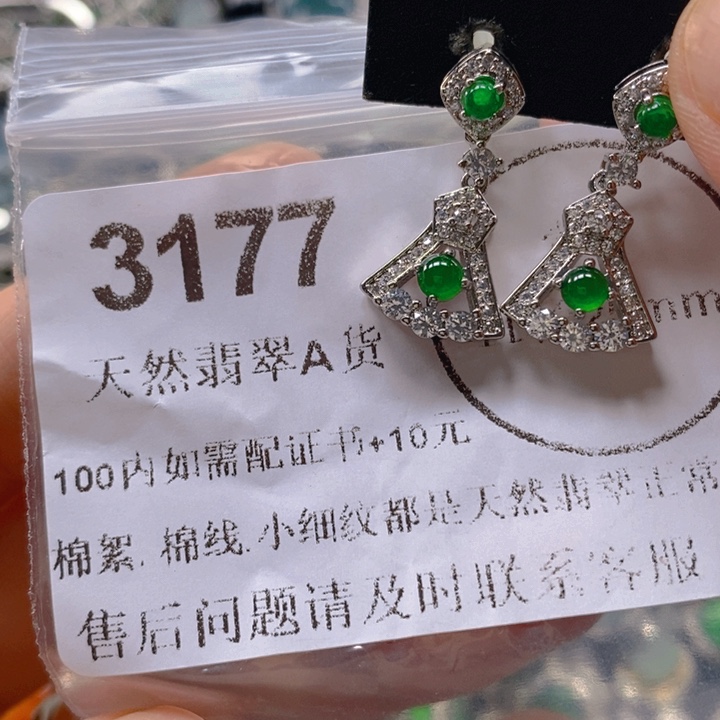 3177
天然翡翠A货
100内如需配证书+10元
棉絮.棉线.小细纹都是天然翡翠正常
售后问题请及时联系客服